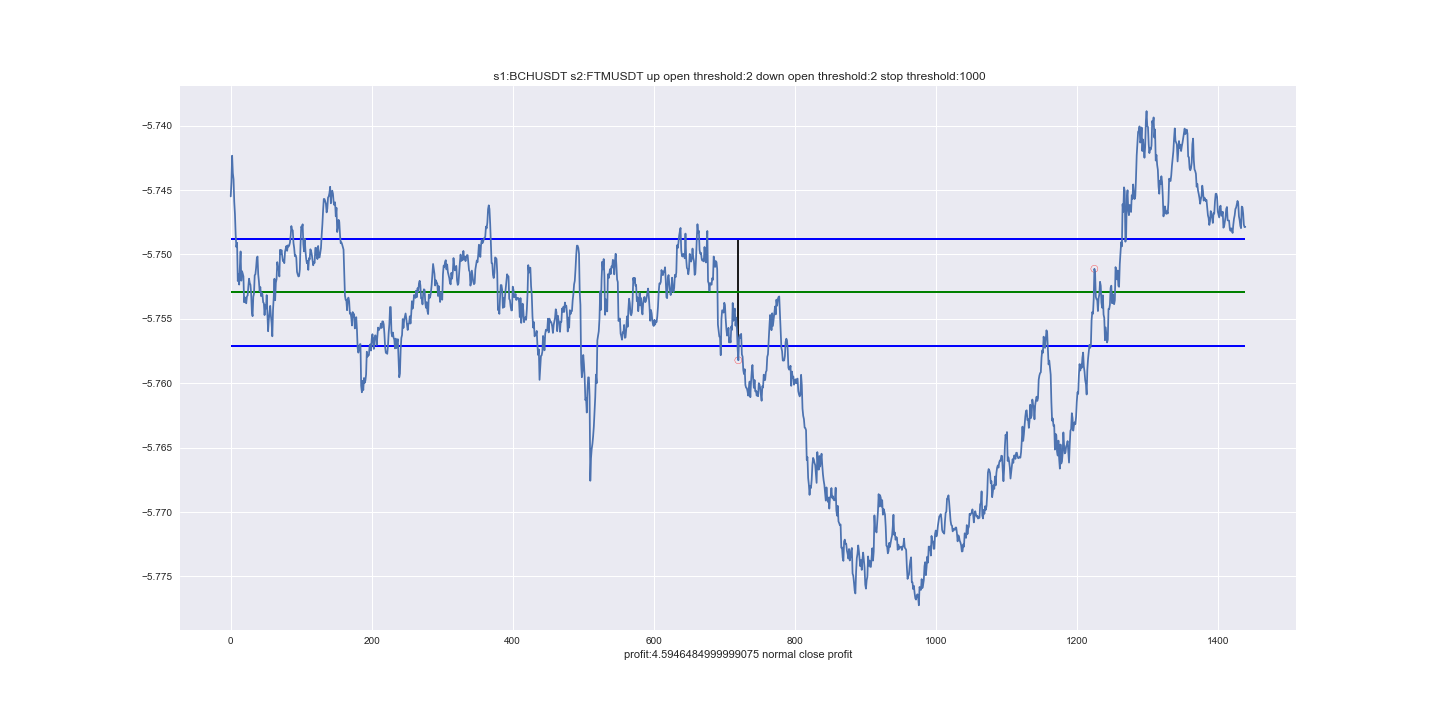 s1:BCHUSDT s2:FTMUSDT up open threshold:2 down open threshold:2 stop threshold:1000
−5.740
−5.745
−5.750
−5.755
−5.760
−5.765
−5.770
−5.775
0 200 400 600 800 1000 1200 1400
profit:4.5946484999999075 normal close profit